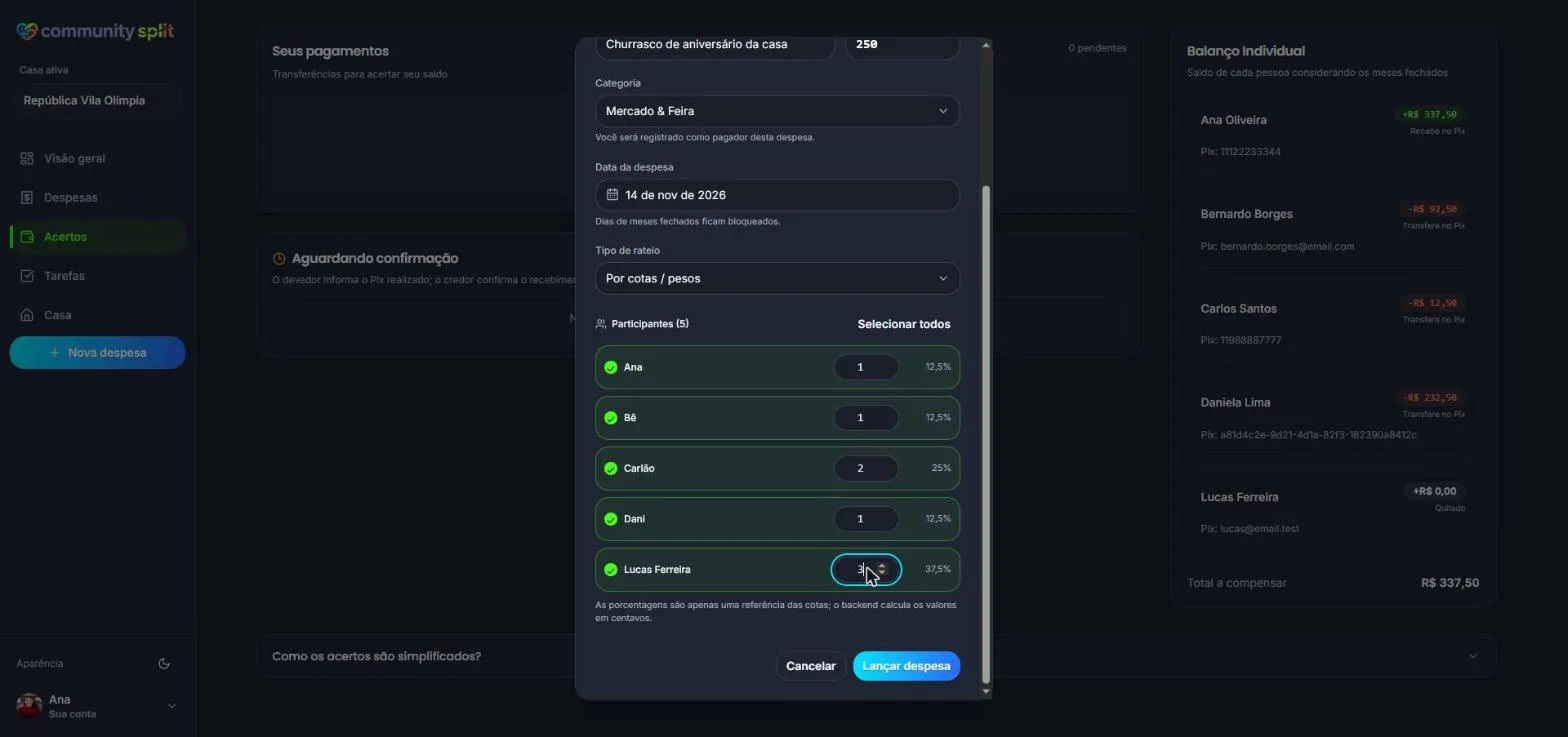 community split
Casa ativa
República Vila Olímpia
Visão geral
Despesas
Acertos
Tarefas
Casa
+ Nova despesa
Aparência
Ana
Sua conta
Seus pagamentos
Transferências para acertar seu saldo
0 pendentes
Aguardando confirmação
O devedor informa o Pix realizado; o credor confirma o
Como os acertos são simplificados?
Churrasco de aniversário da casa
250
Categoria
Mercado & Feira
Você será registrado como pagador desta despesa.
Data da despesa
14 de nov de 2026
Dias de meses fechados ficam bloqueados.
Tipo de rateio
Por cotas / pesos
Participantes (5)
Selecionar todos
Ana 1 12,5%
Bê 1 12,5%
Carlão 2 25%
Dani 1 12,5%
Lucas Ferreira 3 37,5%
As porcentagens são apenas uma referência das cotas; o backend calcula os valores
em centavos.
Cancelar
Lançar despesa
Balanço Individual
Saldo de cada pessoa considerando os meses fechados
Ana Oliveira
+R$ 337,50
Recebe no Pix
Pix: 11122233344
Bernardo Borges
-R$ 92,50
Transfere no Pix
Pix: bernardo.borges@email.com
Carlos Santos
-R$ 12,50
Transfere no Pix
Pix: 11988887777
Daniela Lima
-R$ 232,50
Transfere no Pix
Pix: a81d4c2e-9d21-4d1a-82f3-182390a8412c
Lucas Ferreira
+R$ 0,00
Quitado
Pix: lucas@email.test
Total a compensar
R$ 337,50